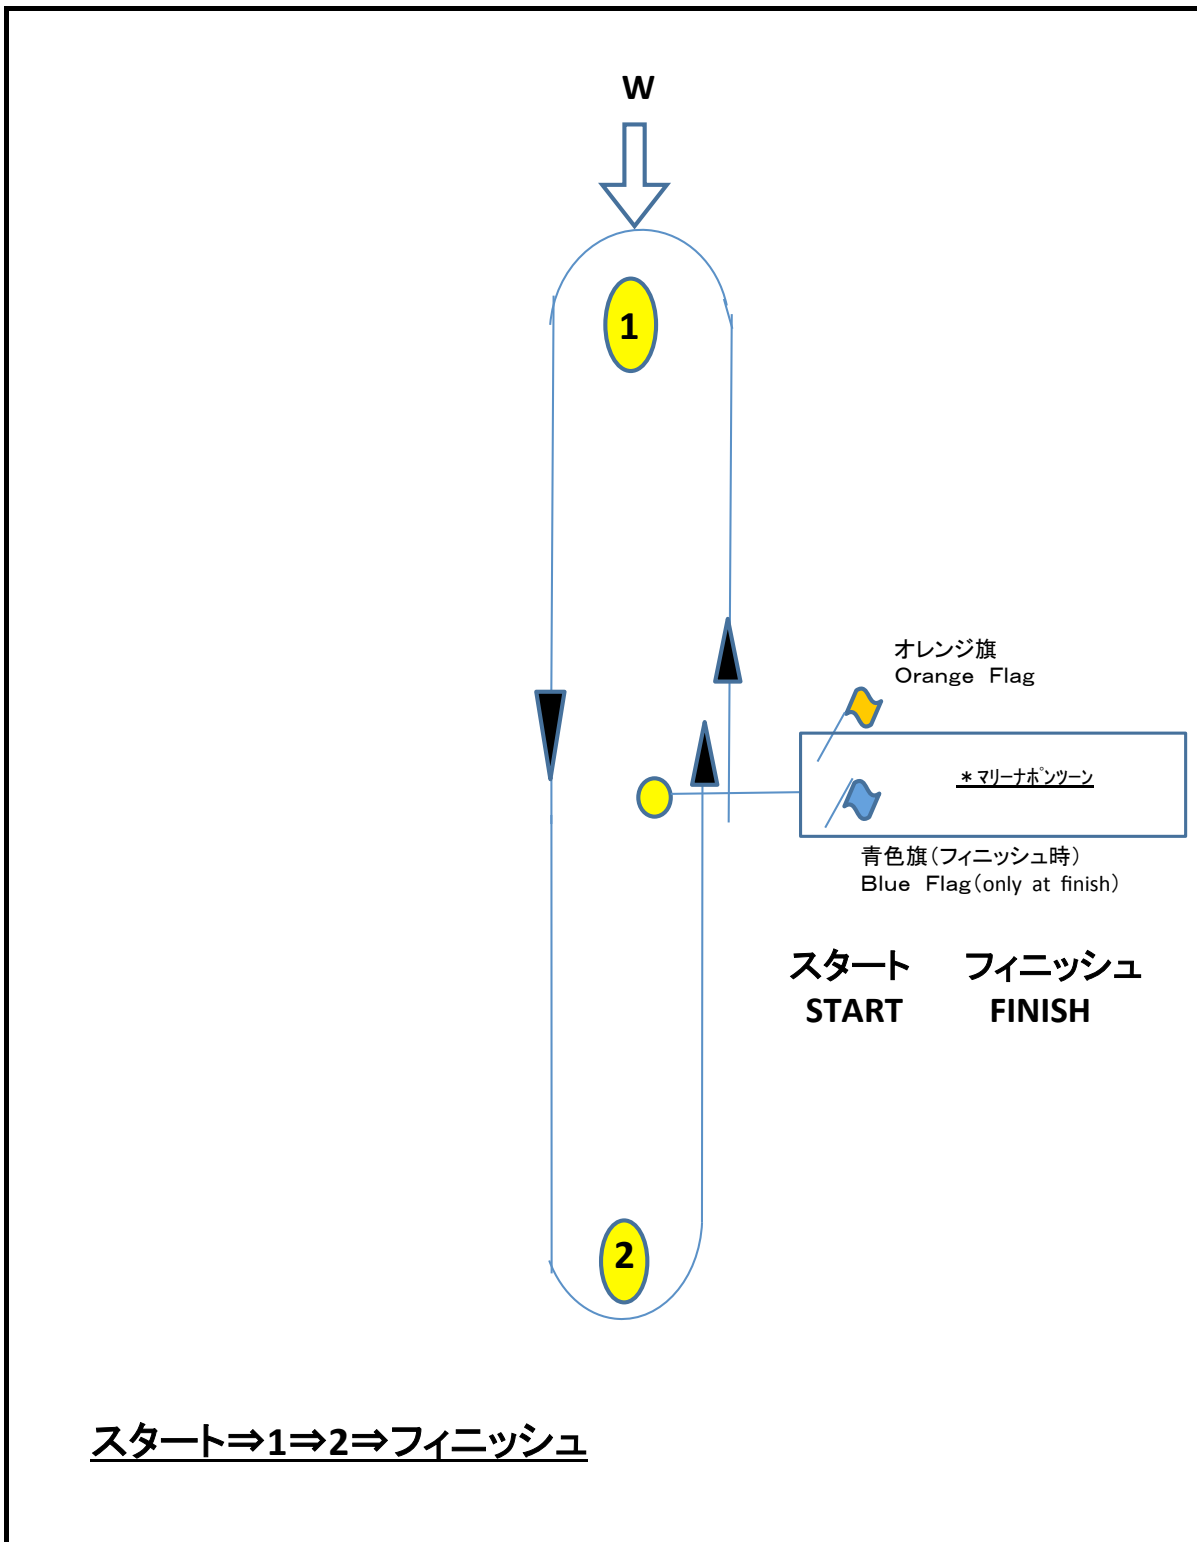 W
1
オレンジ旗
Orange Flag
＊マリーナポンツーン
青色旗(フィニッシュ時)
Blue Flag(only at finish)
スタート フィニッシュ
START FINISH
2
スタート⇒1⇒2⇒フィニッシュ